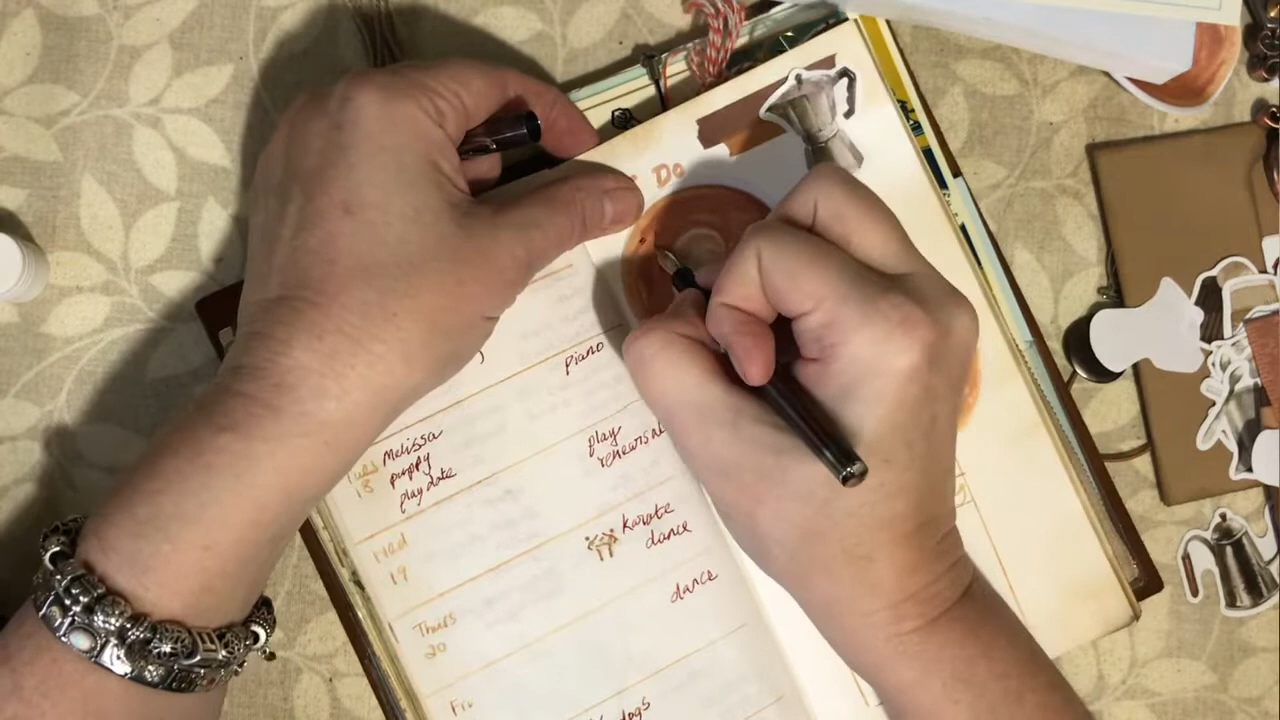 Do
piano
Tues Melissa
18 puppy
play date
play
rehearsal
Wed
19
karate
dance
Thurs
20
dance
Fri
dogs